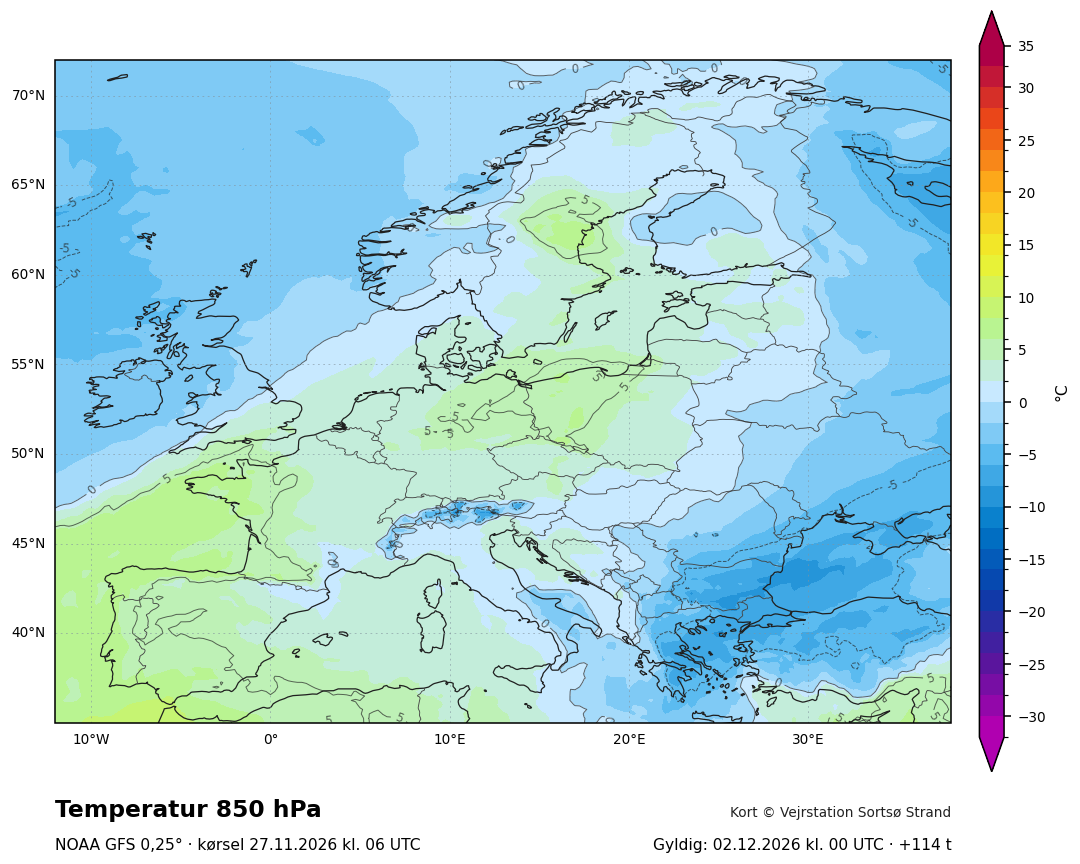 70°N
65°N
60°N
55°N
50°N
45°N
40°N
10°W
0°
10°E
20°E
30°E
35
30
25
20
15
10
5
0
−5
−10
−15
−20
−25
−30
°C
Temperatur 850 hPa
Kort © Vejrstation Sortsø Strand
NOAA GFS 0,25° · kørsel 27.11.2026 kl. 06 UTC
Gyldig: 02.12.2026 kl. 00 UTC · +114 t